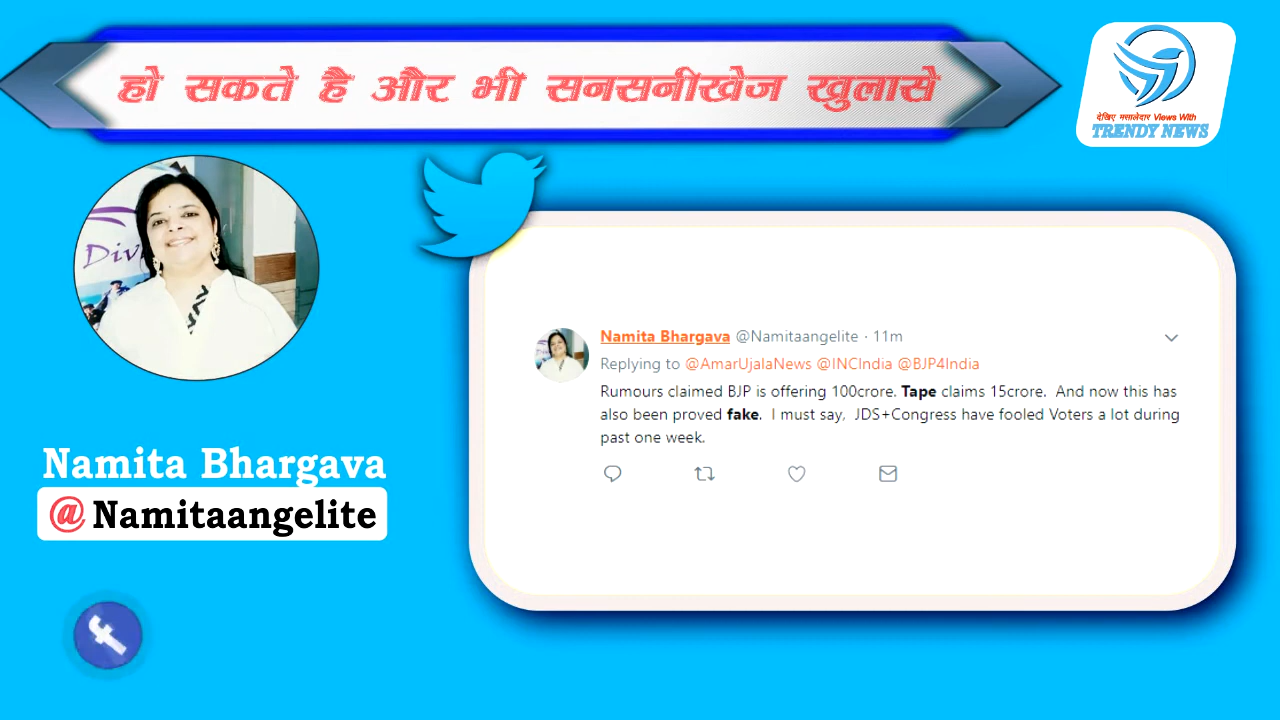 हो सकते है और भी सनसनीखेज खुलासे
देखिए मसालेदार Views With
TRENDY NEWS
Div
Namita Bhargava @Namitaangelite · 11m
Replying to @AmarUjalaNews @INCIndia @BJP4India
Rumours claimed BJP is offering 100crore. Tape claims 15crore. And now this has
also been proved fake. I must say, JDS+Congress have fooled Voters a lot during
past one week.
Namita Bhargava
@Namitaangelite